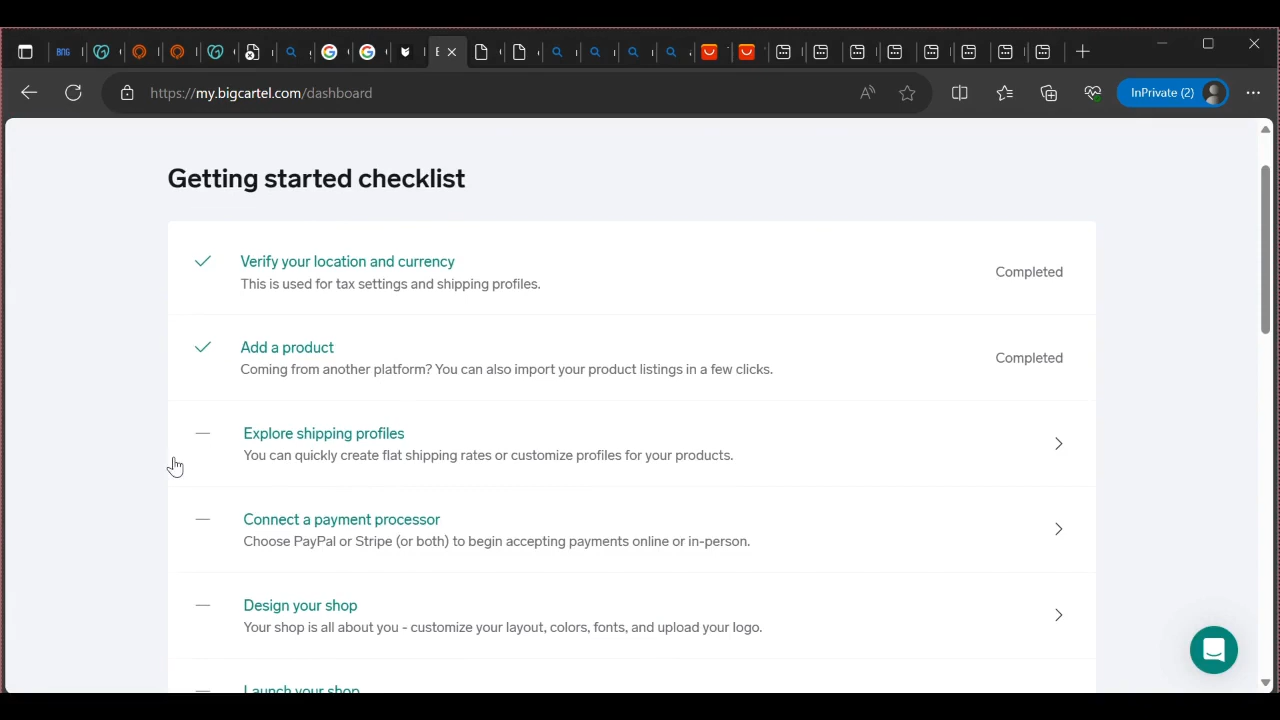 https://my.bigcartel.com/dashboard
InPrivate (2)
Getting started checklist
Verify your location and currency
This is used for tax settings and shipping profiles.
Completed
Add a product
Coming from another platform? You can also import your product listings in a few clicks.
Completed
Explore shipping profiles
You can quickly create flat shipping rates or customize profiles for your products.
Connect a payment processor
Choose PayPal or Stripe (or both) to begin accepting payments online or in-person.
Design your shop
Your shop is all about you - customize your layout, colors, fonts, and upload your logo.
Launch your shop